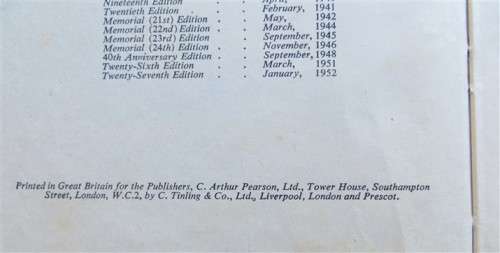 Nineteenth Edition . . April,
Twentieth Edition . . . February, 1941
Memorial (21st) Edition . . May, 1942
Memorial (22nd) Edition . . March, 1944
Memorial (23rd) Edition . . September, 1945
Memorial (24th) Edition . . November, 1946
40th Anniversary Edition . . September, 1948
Twenty-Sixth Edition . . March, 1951
Twenty-Seventh Edition . . January, 1952
Printed in Great Britain for the Publishers, C. Arthur Pearson, Ltd., Tower House, Southampton
Street, London, W.C.2, by C. Tinling & Co., Ltd., Liverpool, London and Prescot.